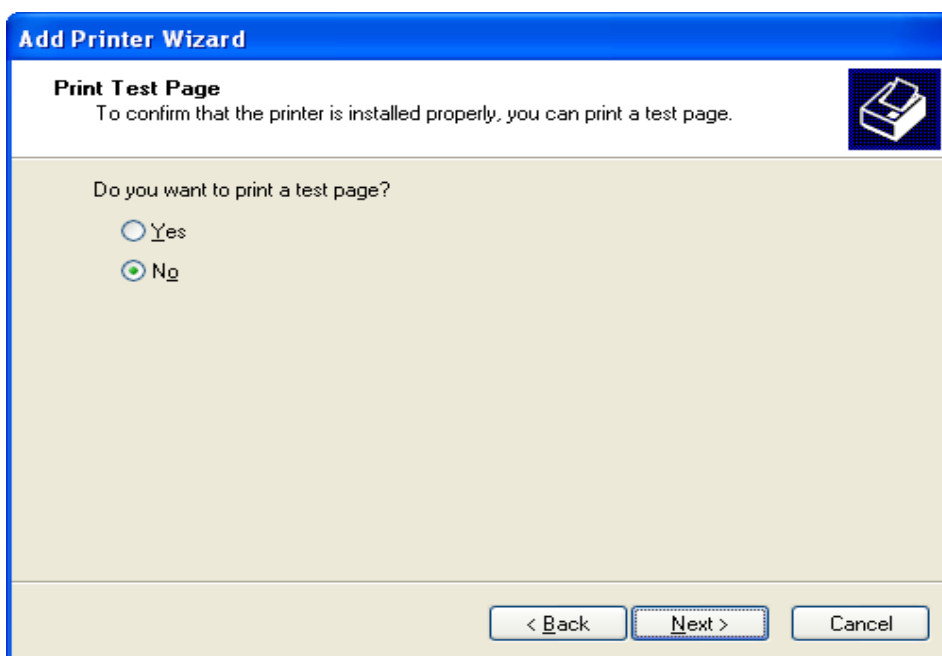 Add Printer Wizard
Print Test Page
To confirm that the printer is installed properly, you can print a test page.
Do you want to print a test page?
Yes
No
< Back Next > Cancel